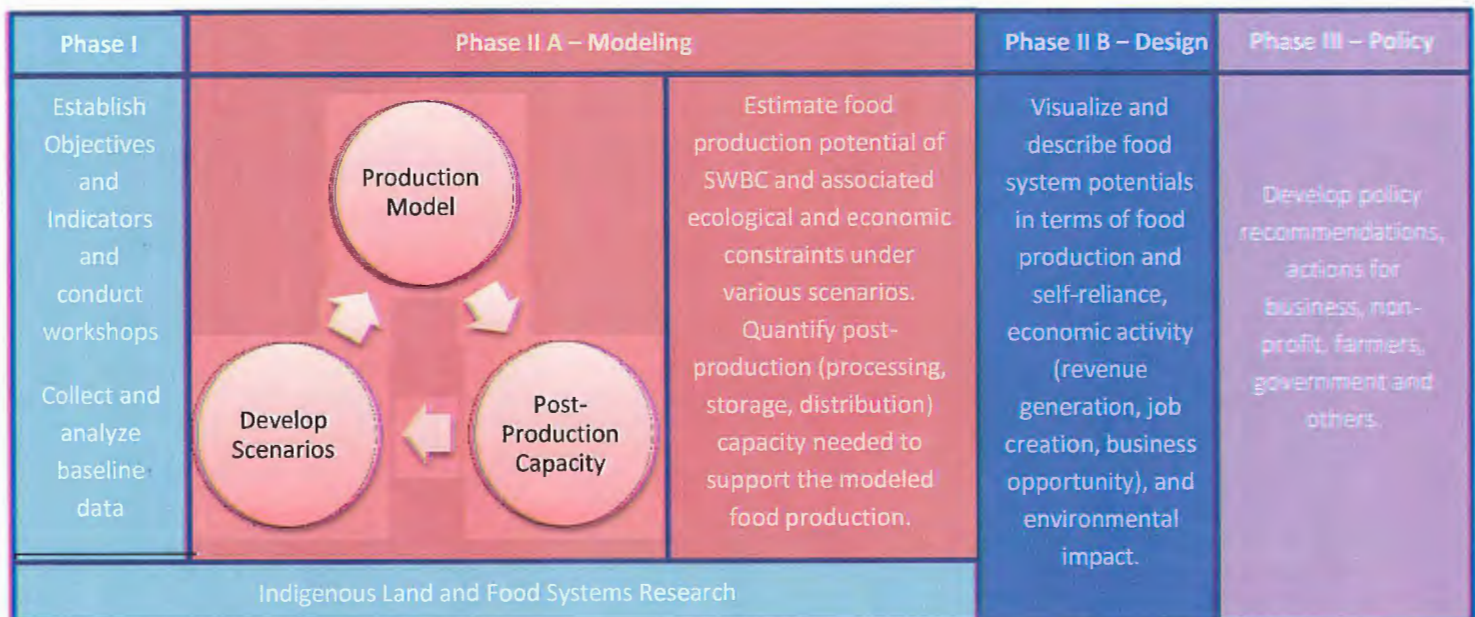 Phase I
Phase II A – Modeling
Phase II B – Design
Phase III – Policy
Establish
Objectives
and
Indicators
and
conduct
workshops
Collect and
analyze
baseline
data
Production
Model
Post-
Production
Capacity
Develop
Scenarios
Estimate food
production potential of
SWBC and associated
ecological and economic
constraints under
various scenarios.
Quantify post-
production (processing,
storage, distribution)
capacity needed to
support the modeled
food production.
Visualize and
describe food
system potentials
in terms of food
production and
self-reliance,
economic activity
(revenue
generation, job
creation, business
opportunity), and
environmental
impact.
Develop policy
recommendations,
actions for
business, non-
profit, farmers,
government and
others.
Indigenous Land and Food Systems Research